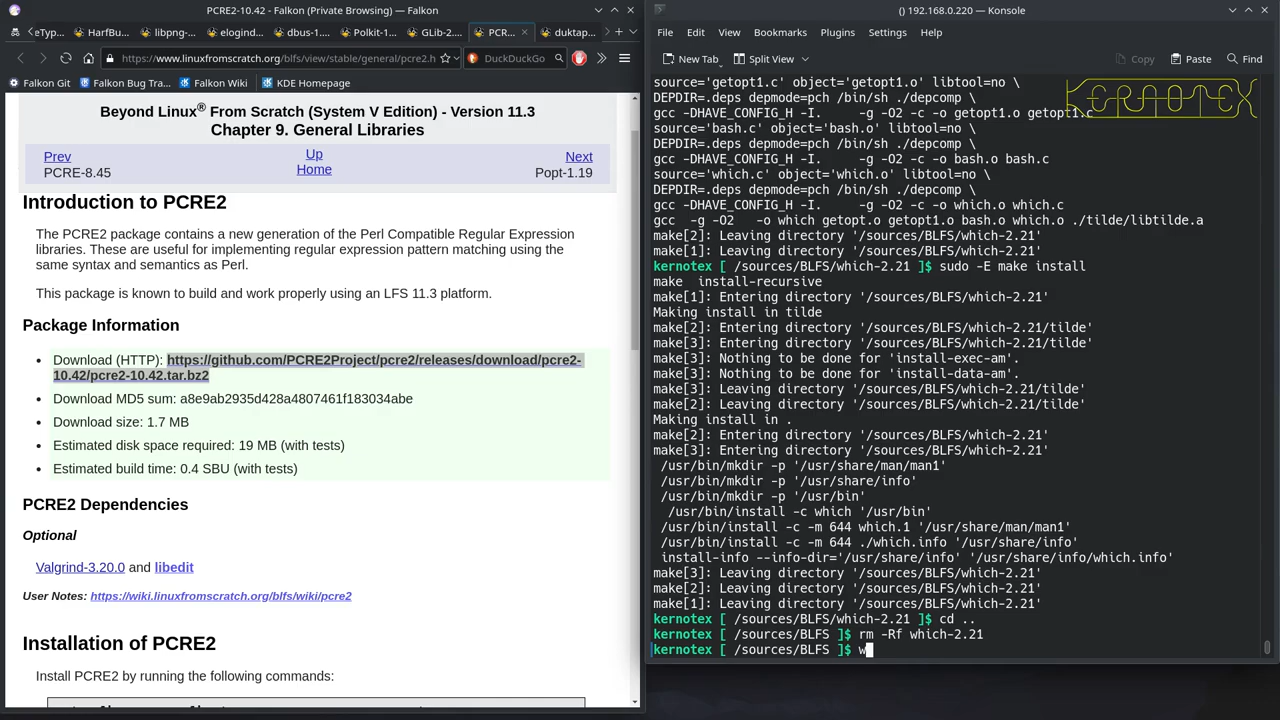 PCRE2-10.42 - Falkon (Private Browsing) — Falkon
eType...
HarfBu...
libpng-...
elogind...
dbus-1....
Polkit-1...
GLib-2...
PCR...
duktap...
https://www.linuxfromscratch.org/blfs/view/stable/general/pcre2.h
DuckDuckGo
Falkon Git
Falkon Bug Tra...
Falkon Wiki
KDE Homepage
Beyond Linux® From Scratch (System V Edition) - Version 11.3
Chapter 9. General Libraries
Prev
Up
Next
PCRE-8.45
Home
Popt-1.19
Introduction to PCRE2
The PCRE2 package contains a new generation of the Perl Compatible Regular Expression
libraries. These are useful for implementing regular expression pattern matching using the
same syntax and semantics as Perl.
This package is known to build and work properly using an LFS 11.3 platform.
Package Information
Download (HTTP): https://github.com/PCRE2Project/pcre2/releases/download/pcre2-
10.42/pcre2-10.42.tar.bz2
Download MD5 sum: a8e9ab2935d428a4807461f183034abe
Download size: 1.7 MB
Estimated disk space required: 19 MB (with tests)
Estimated build time: 0.4 SBU (with tests)
PCRE2 Dependencies
Optional
Valgrind-3.20.0 and libedit
User Notes: https://wiki.linuxfromscratch.org/blfs/wiki/pcre2
Installation of PCRE2
Install PCRE2 by running the following commands:
() 192.168.0.220 — Konsole
File Edit View Bookmarks Plugins Settings Help
New Tab
Split View
Copy
Paste
Find
KERNOTEX
source='getopt1.c' object='getopt1.o' libtool=no \
DEPDIR=.deps depmode=pch /bin/sh ./depcomp \
gcc -DHAVE_CONFIG_H -I.     -g -O2 -c -o getopt1.o getopt1.c
source='bash.c' object='bash.o' libtool=no \
DEPDIR=.deps depmode=pch /bin/sh ./depcomp \
gcc -DHAVE_CONFIG_H -I.     -g -O2 -c -o bash.o bash.c
source='which.c' object='which.o' libtool=no \
DEPDIR=.deps depmode=pch /bin/sh ./depcomp \
gcc -DHAVE_CONFIG_H -I.     -g -O2 -c -o which.o which.c
gcc  -g -O2   -o which getopt.o getopt1.o bash.o which.o ./tilde/libtilde.a
make[2]: Leaving directory '/sources/BLFS/which-2.21'
make[1]: Leaving directory '/sources/BLFS/which-2.21'
kernotex [ /sources/BLFS/which-2.21 ]$ sudo -E make install
make  install-recursive
make[1]: Entering directory '/sources/BLFS/which-2.21'
Making install in tilde
make[2]: Entering directory '/sources/BLFS/which-2.21/tilde'
make[3]: Entering directory '/sources/BLFS/which-2.21/tilde'
make[3]: Nothing to be done for 'install-exec-am'.
make[3]: Nothing to be done for 'install-data-am'.
make[3]: Leaving directory '/sources/BLFS/which-2.21/tilde'
make[2]: Leaving directory '/sources/BLFS/which-2.21/tilde'
Making install in .
make[2]: Entering directory '/sources/BLFS/which-2.21'
make[3]: Entering directory '/sources/BLFS/which-2.21'
/usr/bin/mkdir -p '/usr/share/man/man1'
/usr/bin/mkdir -p '/usr/share/info'
/usr/bin/mkdir -p '/usr/bin'
/usr/bin/install -c which '/usr/bin'
/usr/bin/install -c -m 644 which.1 '/usr/share/man/man1'
/usr/bin/install -c -m 644 ./which.info '/usr/share/info'
install-info --info-dir='/usr/share/info' '/usr/share/info/which.info'
make[3]: Leaving directory '/sources/BLFS/which-2.21'
make[2]: Leaving directory '/sources/BLFS/which-2.21'
make[1]: Leaving directory '/sources/BLFS/which-2.21'
kernotex [ /sources/BLFS/which-2.21 ]$ cd ..
kernotex [ /sources/BLFS ]$ rm -Rf which-2.21
kernotex [ /sources/BLFS ]$ w